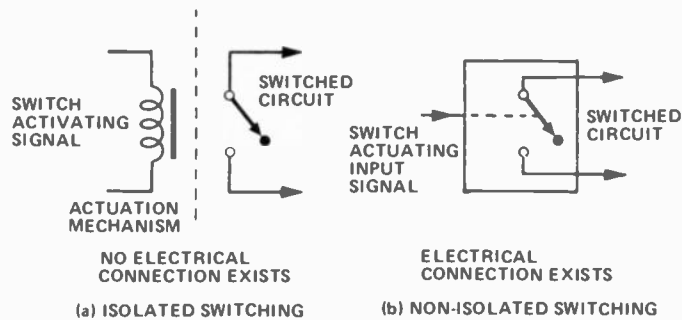 SWITCH
ACTIVATING
SIGNAL
ACTUATION
MECHANISM
SWITCHED
CIRCUIT
NO ELECTRICAL
CONNECTION EXISTS
(a) ISOLATED SWITCHING
SWITCH
ACTUATING
INPUT
SIGNAL
SWITCHED
CIRCUIT
ELECTRICAL
CONNECTION EXISTS
(b) NON-ISOLATED SWITCHING